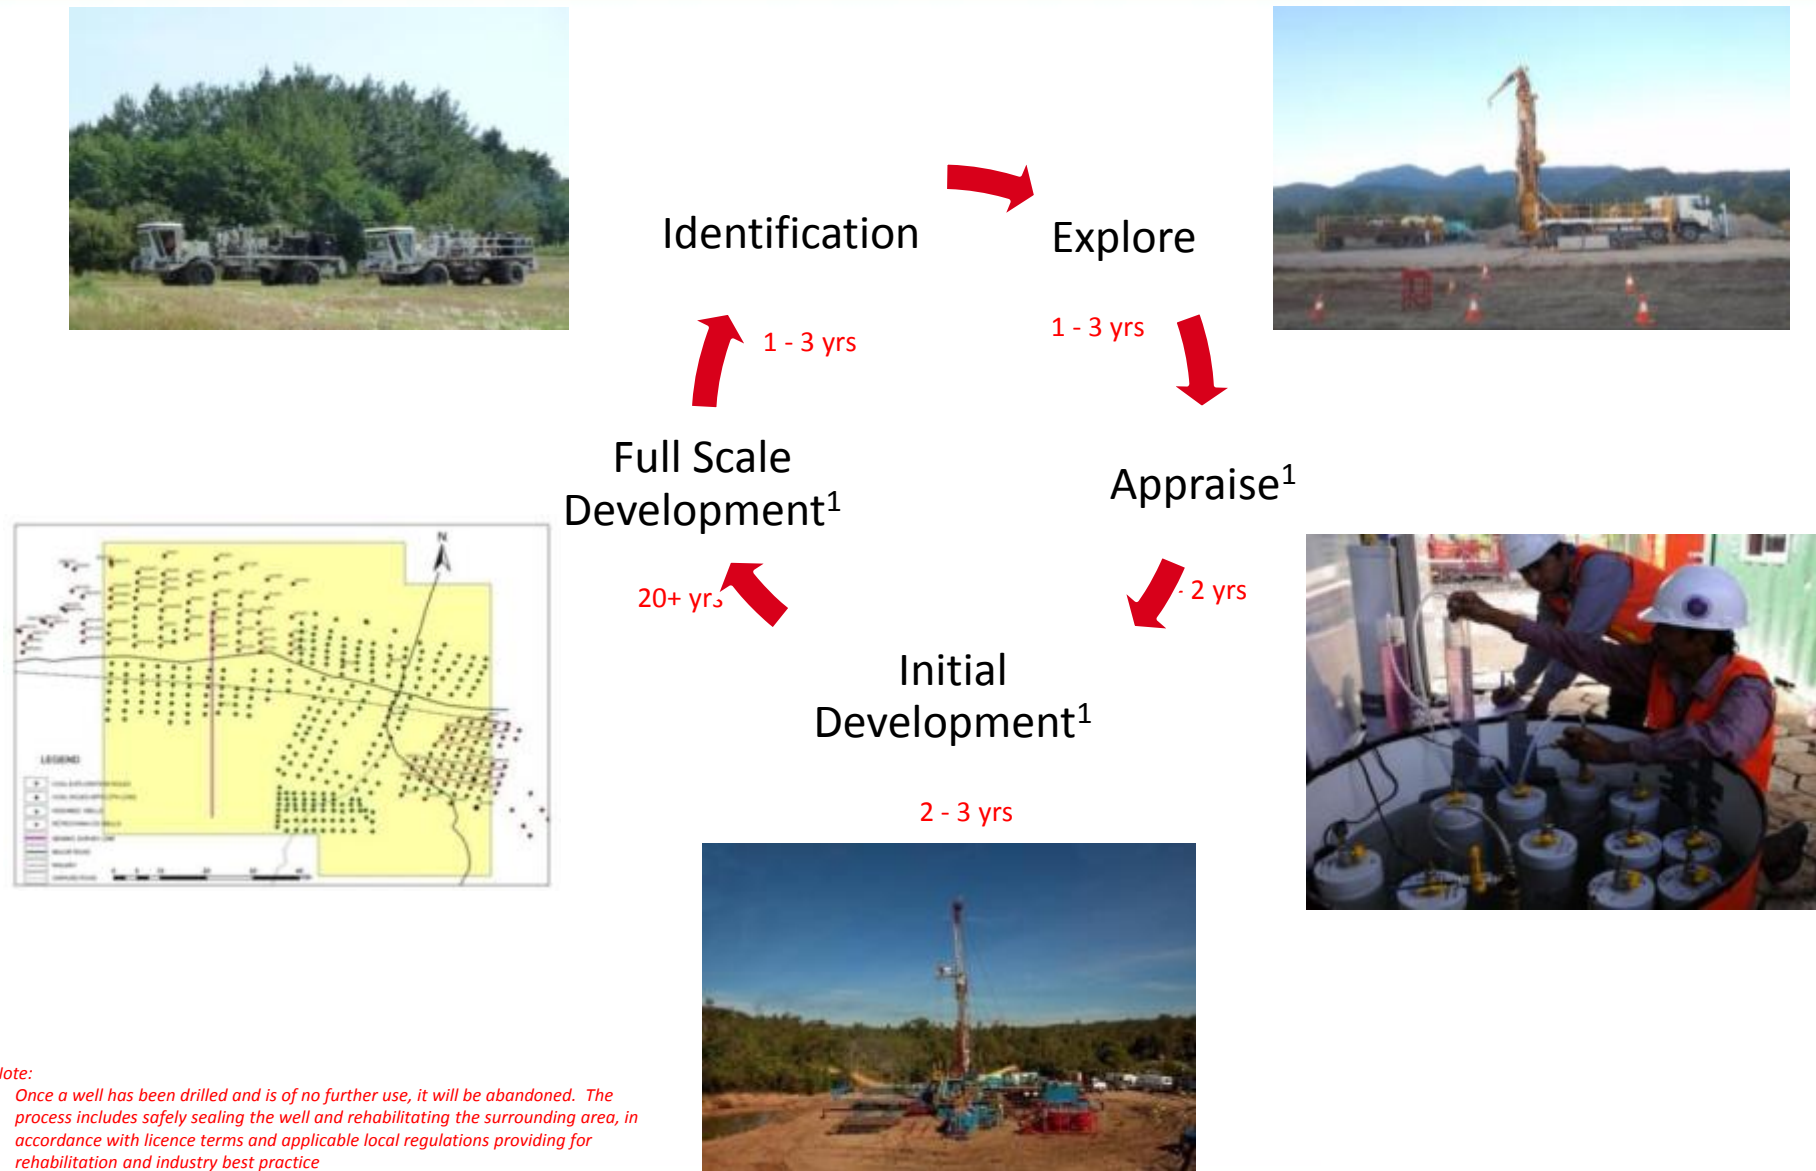 Identification
Explore
1 - 3 yrs
1 - 3 yrs
Full Scale
Development¹
Appraise¹
20+ yrs
- 2 yrs
Initial
Development¹
2 - 3 yrs
N
LEGEND
Note:
Once a well has been drilled and is of no further use, it will be abandoned. The
process includes safely sealing the well and rehabilitating the surrounding area, in
accordance with licence terms and applicable local regulations providing for
rehabilitation and industry best practice